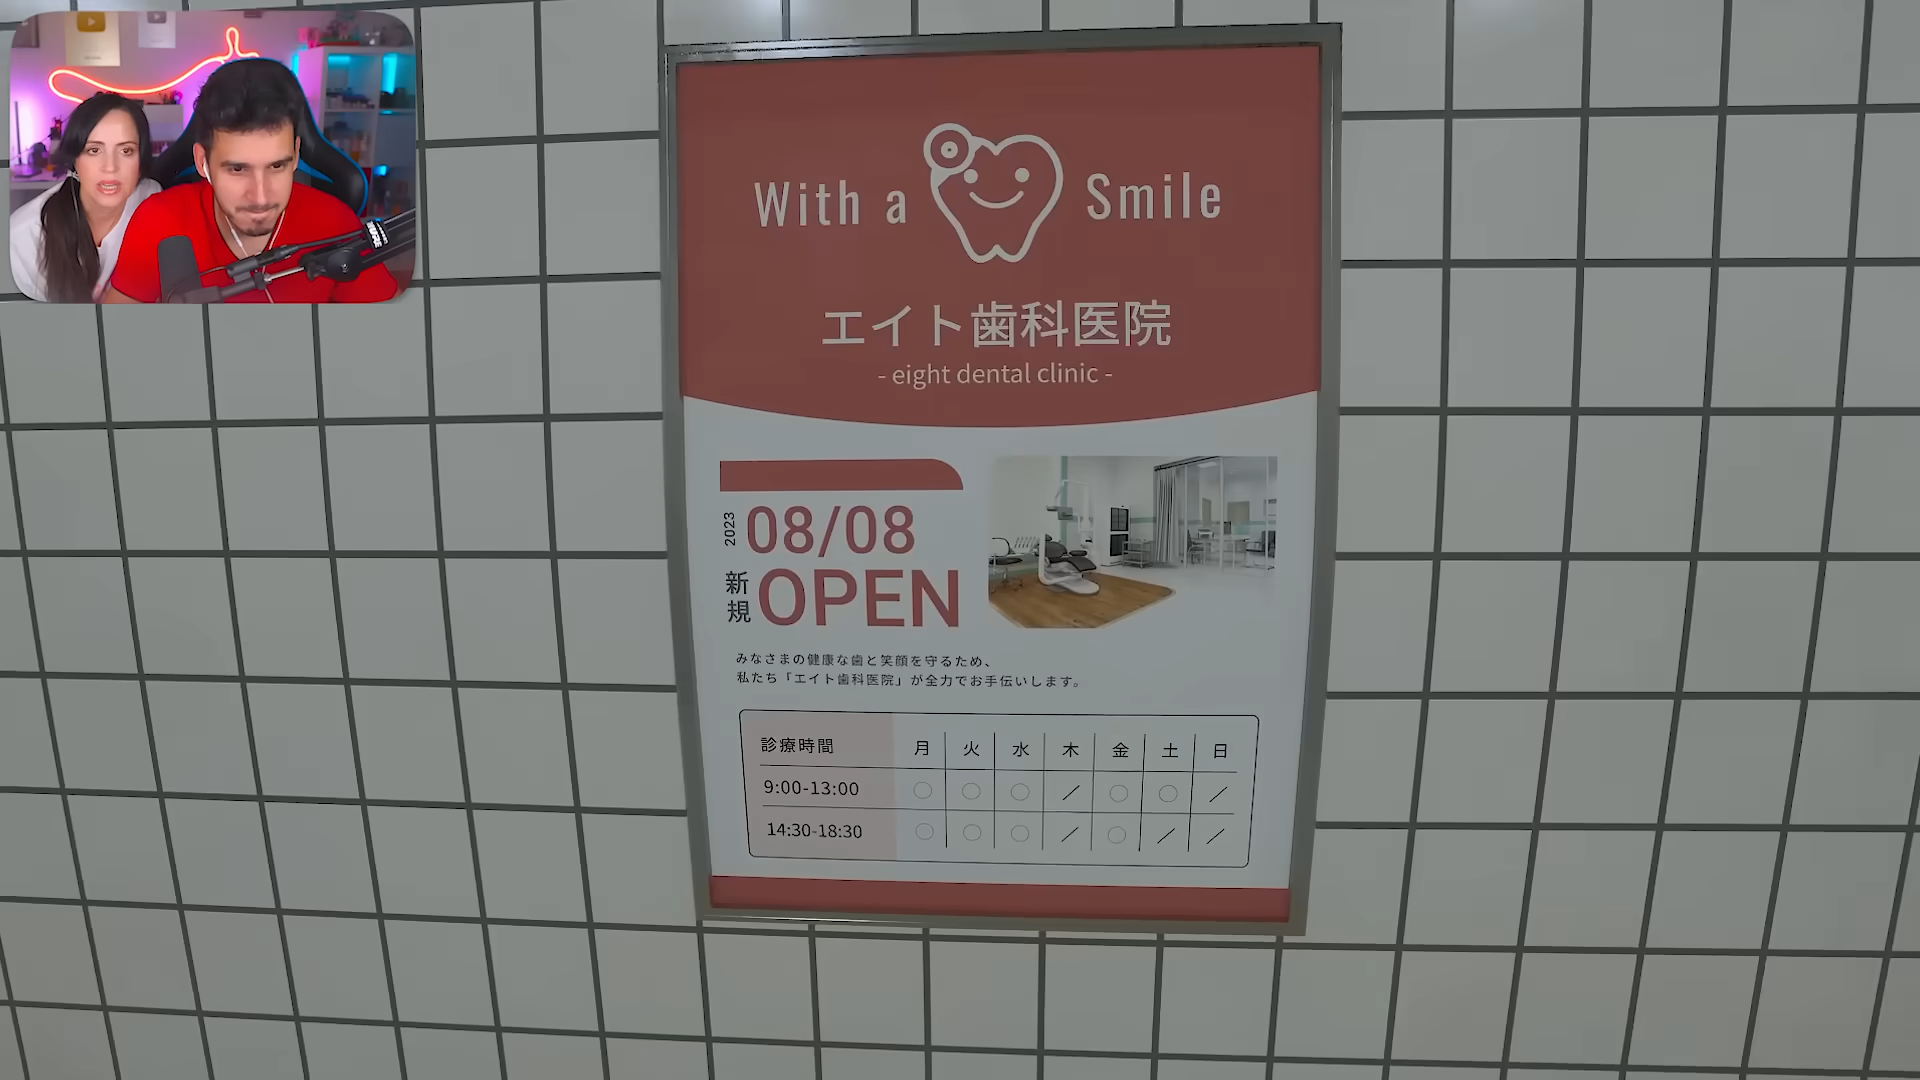 With a Smile
エイト歯科医院
- eight dental clinic -
2023 08/08
新規 OPEN
みなさまの健康な歯と笑顔を守るため、
私たち「エイト歯科医院」が全力でお手伝いします。
診療時間 月 火 水 木 金 土 日
9:00-13:00 ○ ○ ○ / ○ ○ /
14:30-18:30 ○ ○ ○ / ○ / /